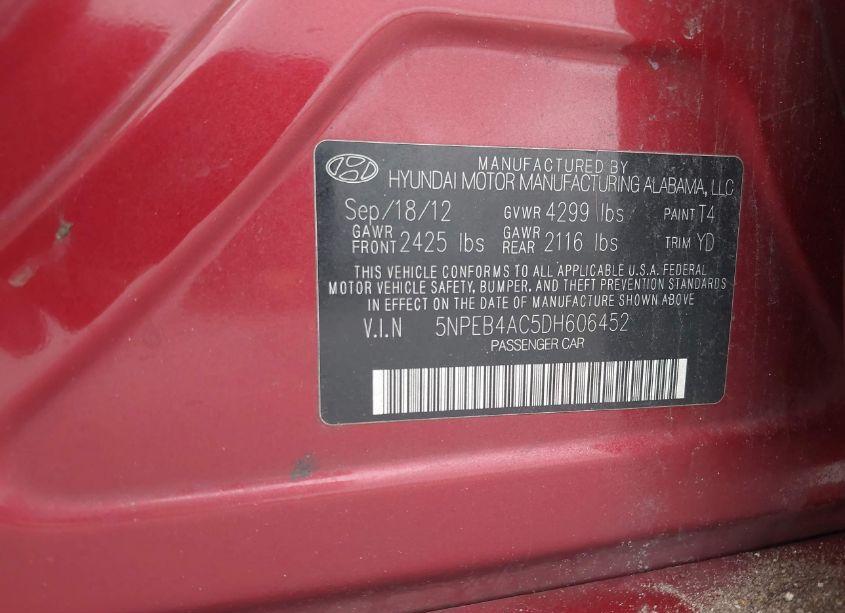 MANUFACTURED BY
HYUNDAI MOTOR MANUFACTURING ALABAMA, LLC
Sep/18/12 GVWR 4299 lbs PAINT T4
GAWR FRONT 2425 lbs GAWR REAR 2116 lbs TRIM YD
THIS VEHICLE CONFORMS TO ALL APPLICABLE U.S.A. FEDERAL
MOTOR VEHICLE SAFETY, BUMPER, AND THEFT PREVENTION STANDARDS
IN EFFECT ON THE DATE OF MANUFACTURE SHOWN ABOVE
V.I.N 5NPEB4AC5DH606452
PASSENGER CAR